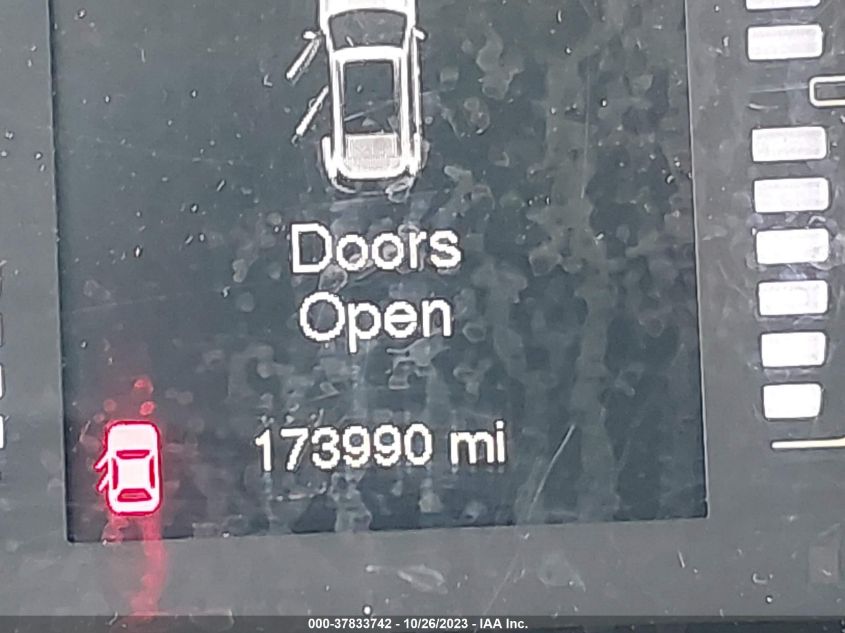 Doors
Open
173990 mi
000-37833742 - 10/26/2023 - IAA Inc.